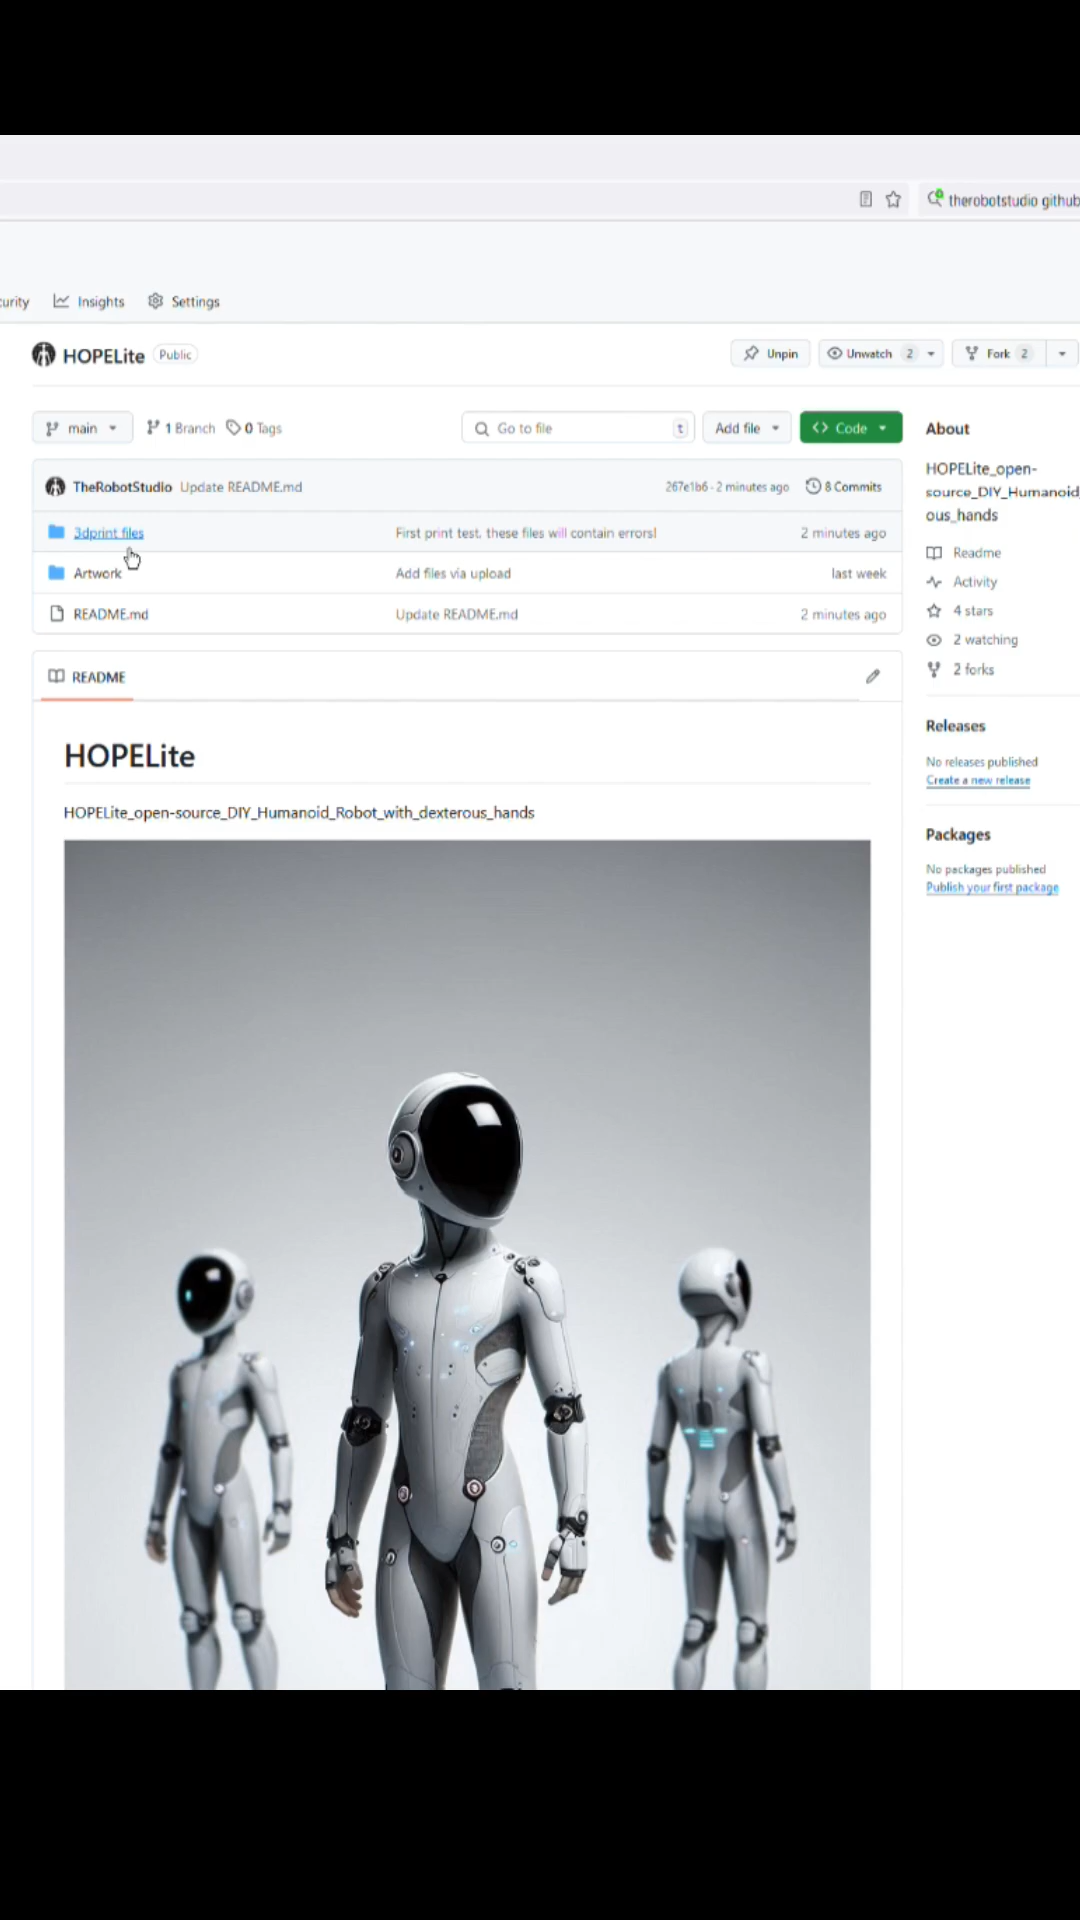 therobotstudio github
curity Insights Settings
HOPELite Public Unpin Unwatch 2 Fork 2
main 1 Branch 0 Tags Go to file t Add file Code
TheRobotStudio Update README.md 267e1b6 · 2 minutes ago 8 Commits
3dprint files First print test, these files will contain errors! 2 minutes ago
Artwork Add files via upload last week
README.md Update README.md 2 minutes ago
README
HOPELite
HOPELite_open-source_DIY_Humanoid_Robot_with_dexterous_hands
About
HOPELite_open-
source_DIY_Humanoid_
ous_hands
Readme
Activity
4 stars
2 watching
2 forks
Releases
No releases published
Create a new release
Packages
No packages published
Publish your first package